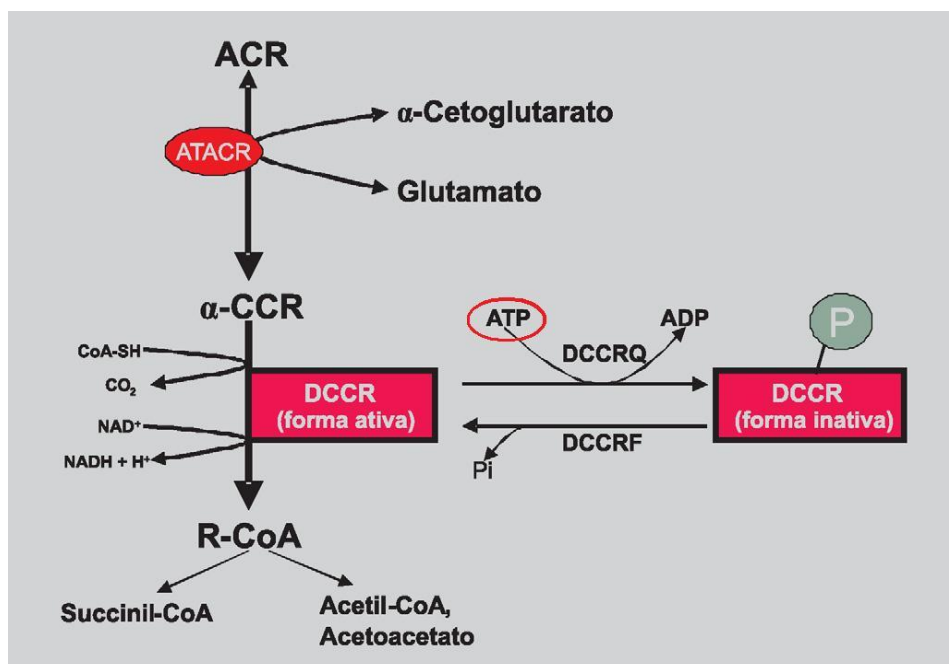 ACR
α-Cetoglutarato
ATACR
Glutamato
α-CCR
CoA-SH
CO₂
NAD⁺
NADH + H⁺
DCCR
(forma ativa)
ATP
ADP
DCCRQ
DCCRF
Pi
P
DCCR
(forma inativa)
R-CoA
Succinil-CoA
Acetil-CoA,
Acetoacetato